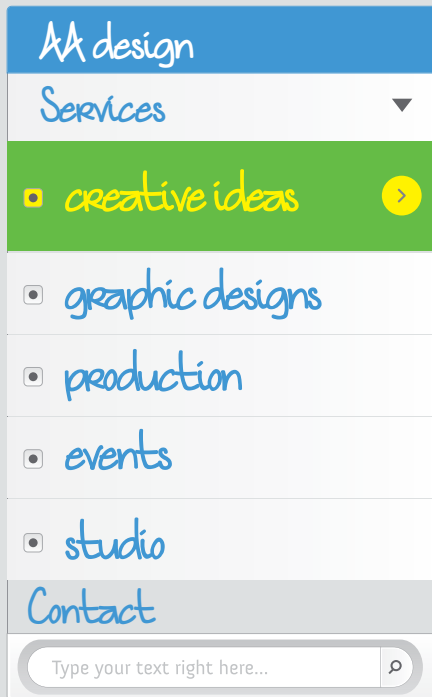 AA design
Services
creative ideas
graphic designs
production
events
studio
Contact
Type your text right here...